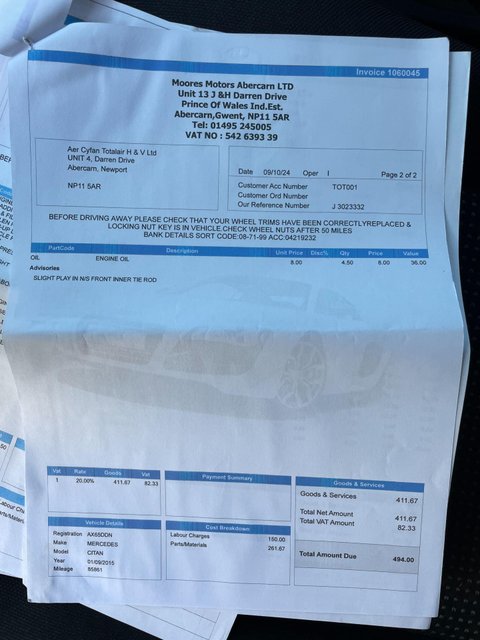 Invoice 1060045
Moores Motors Abercarn LTD
Unit 13 J &H Darren Drive
Prince Of Wales Ind.Est.
Abercarn,Gwent, NP11 5AR
Tel: 01495 245005
VAT NO : 542 6393 39
Aer Cyfan Totalair H & V Ltd
UNIT 4, Darren Drive
Abercarn, Newport
NP11 5AR
Date 09/10/24 Oper I Page 2 of 2
Customer Acc Number TOT001
Customer Ord Number
Our Reference Number J 3023332
BEFORE DRIVING AWAY PLEASE CHECK THAT YOUR WHEEL TRIMS HAVE BEEN CORRECTLYREPLACED &
LOCKING NUT KEY IS IN VEHICLE.CHECK WHEEL NUTS AFTER 50 MILES
BANK DETAILS SORT CODE:08-71-99 ACC:04219232
PartCode Description Unit Price Disc% Qty Price Value
OIL ENGINE OIL 8.00 4.50 8.00 36.00
Advisories
SLIGHT PLAY IN N/S FRONT INNER TIE ROD
Vat Rate Goods Vat
1 20.00% 411.67 82.33
Payment Summary
Goods & Services
Goods & Services 411.67
Total Net Amount 411.67
Total VAT Amount 82.33
Total Amount Due 494.00
Vehicle Details
Registration AX65DDN
Make MERCEDES
Model CITAN
Year 01/09/2015
Mileage 85861
Cost Breakdown
Labour Charges 150.00
Parts/Materials 261.67